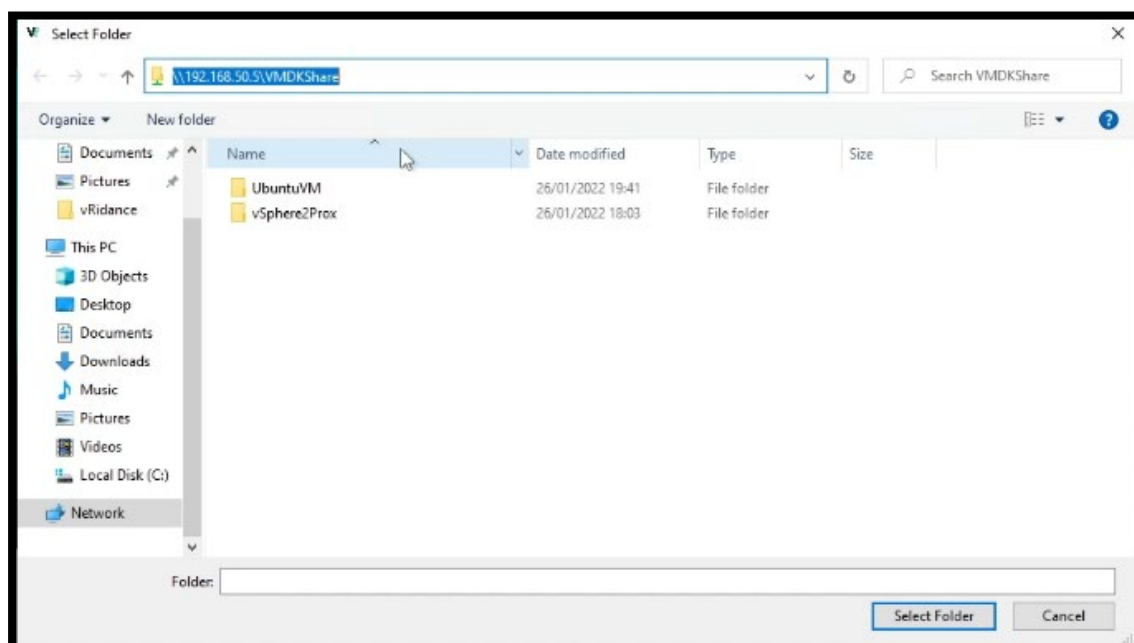 Select Folder
\\192.168.50.5\VMDKShare
Search VMDKShare
Organize
New folder
Documents
Pictures
vRidance
This PC
3D Objects
Desktop
Documents
Downloads
Music
Pictures
Videos
Local Disk (C:)
Network
Name Date modified Type Size
UbuntuVM 26/01/2022 19:41 File folder
vSphere2Prox 26/01/2022 18:03 File folder
Folder:
Select Folder
Cancel